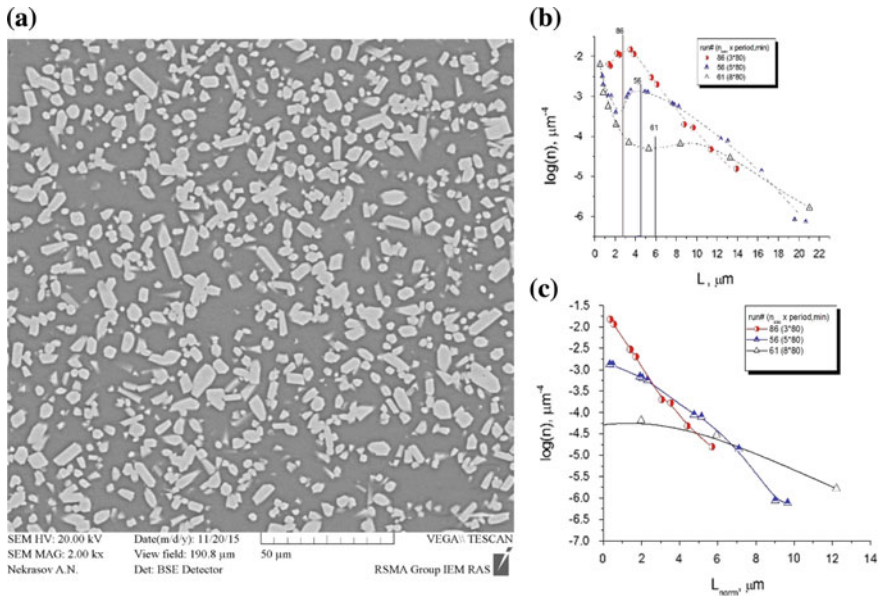 (a)
SEM HV: 20.00 kV Date(m/d/y): 11/20/15 VEGA\\ TESCAN
SEM MAG: 2.00 kx View field: 190.8 µm 50 µm
Nekrasov A.N. Det: BSE Detector RSMA Group IEM RAS
(b)
86
56
61
run# (n x period,min)
86 (3*80)
56 (5*80)
61 (8*80)
log(n), µm⁻⁴
-2
-3
-4
-5
-6
0 2 4 6 8 10 12 14 16 18 20 22
L , µm
(c)
run# (n x period,min)
86 (3*80)
56 (5*80)
61 (8*80)
log(n), µm⁻⁴
-1.5
-2.0
-2.5
-3.0
-3.5
-4.0
-4.5
-5.0
-5.5
-6.0
-6.5
-7.0
0 2 4 6 8 10 12 14
Lnorm, µm